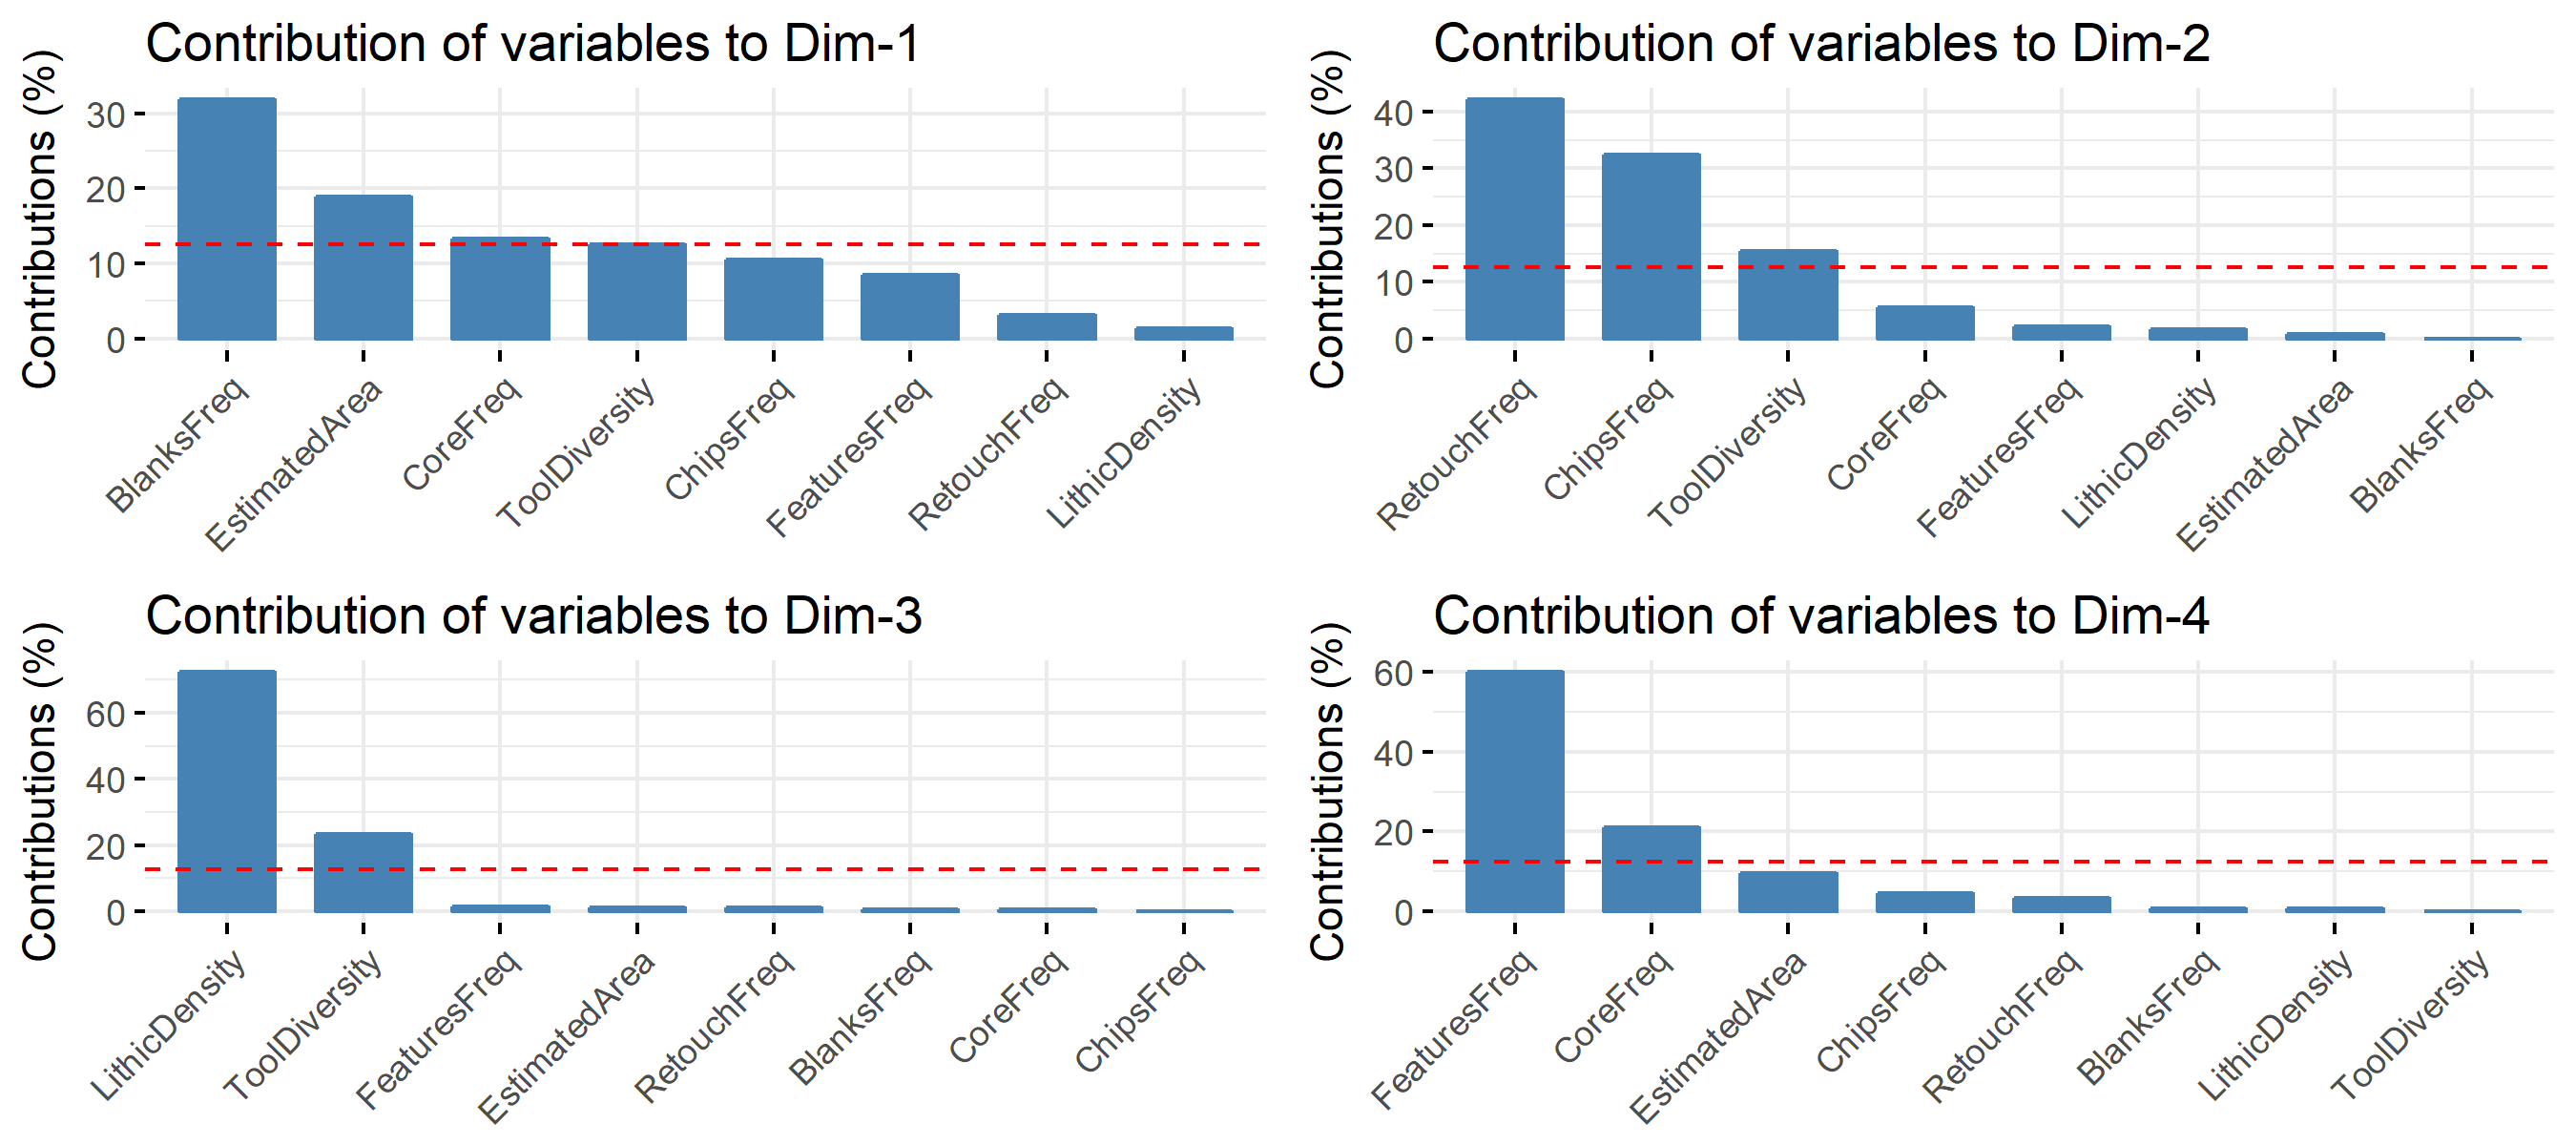 Contribution of variables to Dim-1
Contributions (%)
30
20
10
0
BlanksFreq
EstimatedArea
CoreFreq
ToolDiversity
ChipsFreq
FeaturesFreq
RetouchFreq
LithicDensity
Contribution of variables to Dim-2
Contributions (%)
40
30
20
10
0
RetouchFreq
ChipsFreq
ToolDiversity
CoreFreq
FeaturesFreq
LithicDensity
EstimatedArea
BlanksFreq
Contribution of variables to Dim-3
Contributions (%)
60
40
20
0
LithicDensity
ToolDiversity
FeaturesFreq
EstimatedArea
RetouchFreq
BlanksFreq
CoreFreq
ChipsFreq
Contribution of variables to Dim-4
Contributions (%)
60
40
20
0
FeaturesFreq
CoreFreq
EstimatedArea
ChipsFreq
RetouchFreq
BlanksFreq
LithicDensity
ToolDiversity